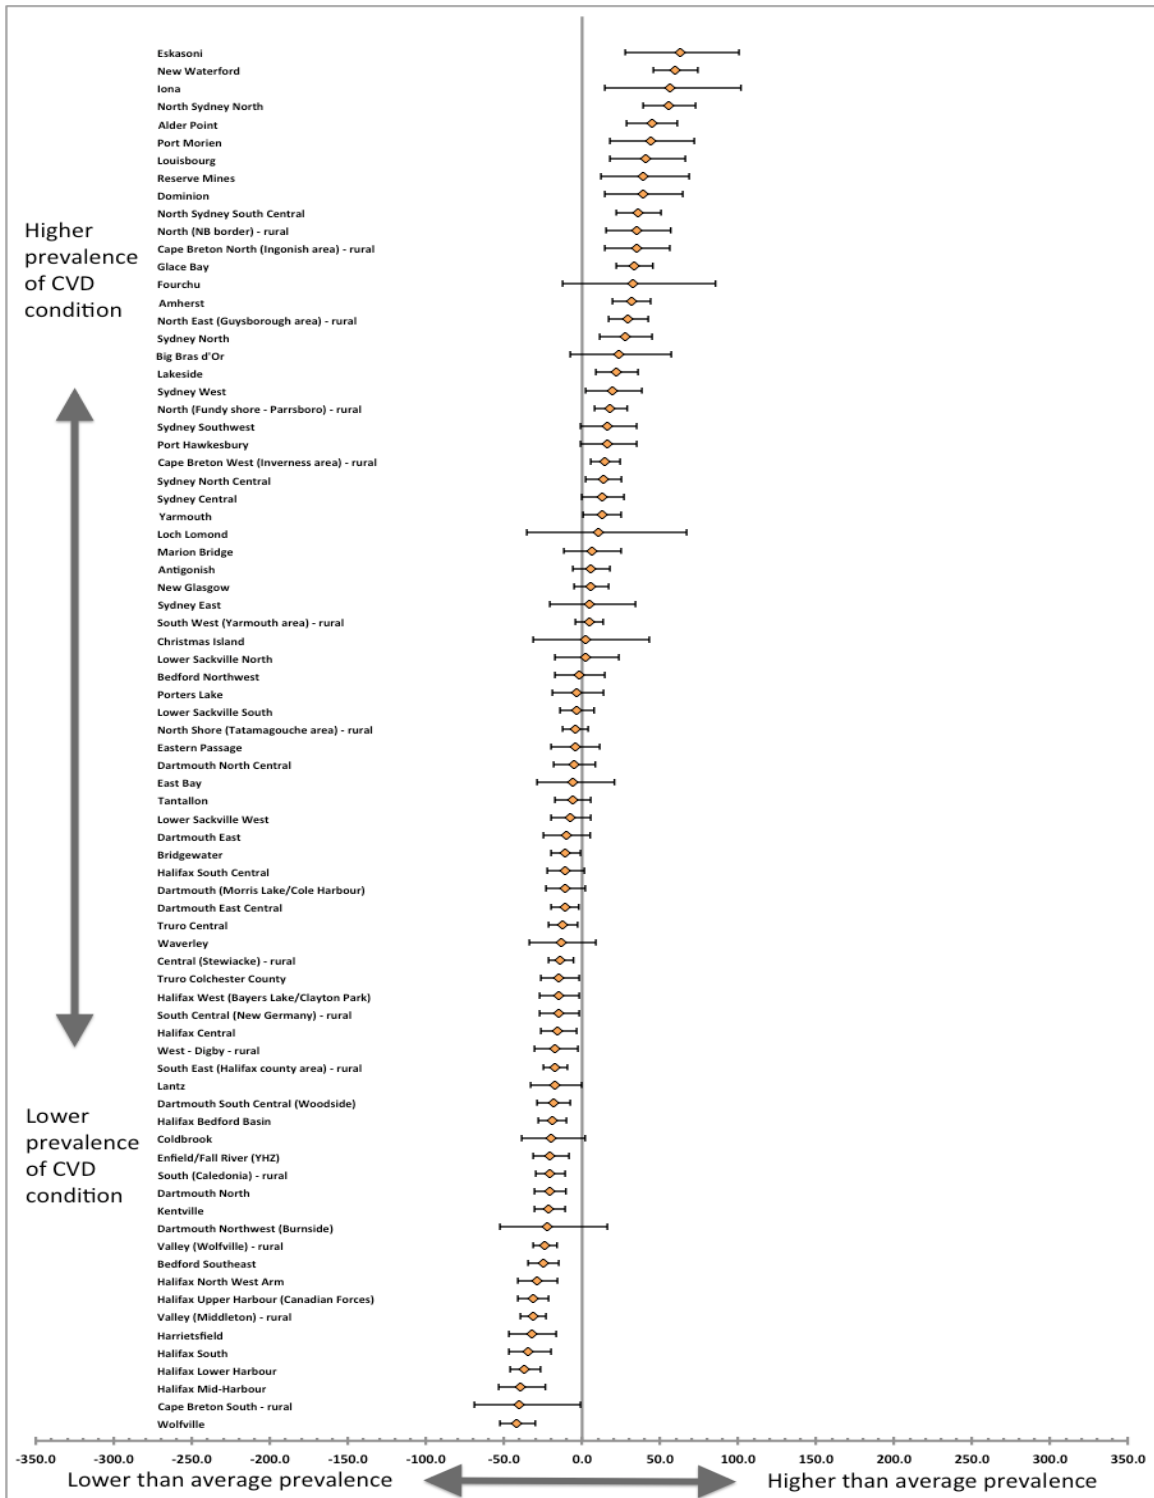 Eskasoni
New Waterford
Iona
North Sydney North
Alder Point
Port Morien
Louisbourg
Reserve Mines
Dominion
North Sydney South Central
North (NB border) - rural
Cape Breton North (Ingonish area) - rural
Glace Bay
Fourchu
Amherst
North East (Guysborough area) - rural
Sydney North
Big Bras d'Or
Lakeside
Sydney West
North (Fundy shore - Parrsboro) - rural
Sydney Southwest
Port Hawkesbury
Cape Breton West (Inverness area) - rural
Sydney North Central
Sydney Central
Yarmouth
Loch Lomond
Marion Bridge
Antigonish
New Glasgow
Sydney East
South West (Yarmouth area) - rural
Christmas Island
Lower Sackville North
Bedford Northwest
Porters Lake
Lower Sackville South
North Shore (Tatamagouche area) - rural
Eastern Passage
Dartmouth North Central
East Bay
Tantallon
Lower Sackville West
Dartmouth East
Bridgewater
Halifax South Central
Dartmouth (Morris Lake/Cole Harbour)
Dartmouth East Central
Truro Central
Waverley
Central (Stewiacke) - rural
Truro Colchester County
Halifax West (Bayers Lake/Clayton Park)
South Central (New Germany) - rural
Halifax Central
West - Digby - rural
South East (Halifax county area) - rural
Lantz
Dartmouth South Central (Woodside)
Halifax Bedford Basin
Coldbrook
Enfield/Fall River (YHZ)
South (Caledonia) - rural
Dartmouth North
Kentville
Dartmouth Northwest (Burnside)
Valley (Wolfville) - rural
Bedford Southeast
Halifax North West Arm
Halifax Upper Harbour (Canadian Forces)
Valley (Middleton) - rural
Harrietsfield
Halifax South
Halifax Lower Harbour
Halifax Mid-Harbour
Cape Breton South - rural
Wolfville
Higher
prevalence
of CVD
condition
Lower
prevalence
of CVD
condition
-350.0 -300.0 -250.0 -200.0 -150.0 -100.0 -50.0 0.0 50.0 100.0 150.0 200.0 250.0 300.0 350.0
Lower than average prevalence Higher than average prevalence